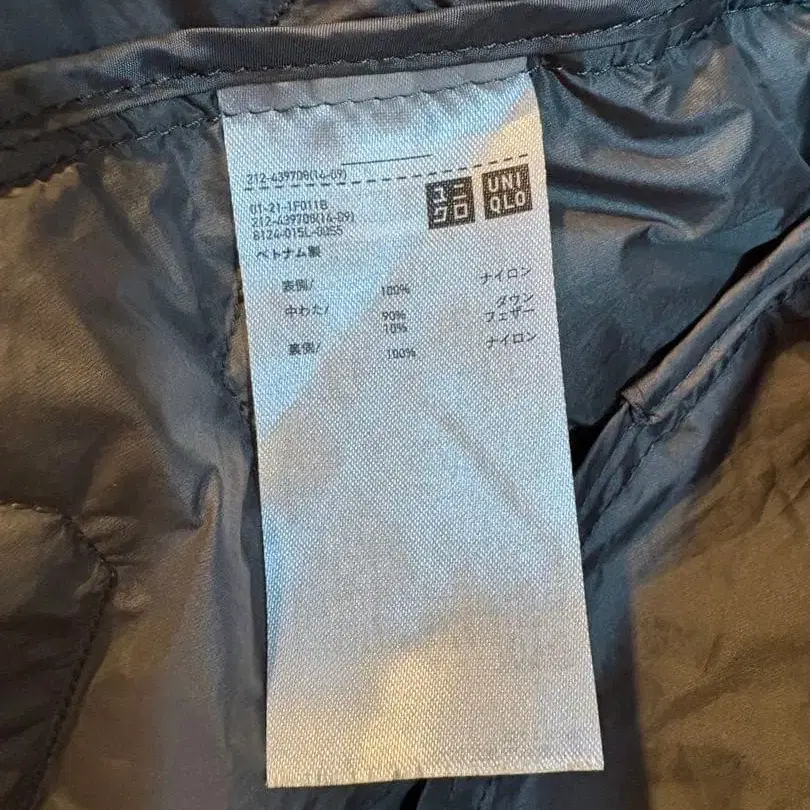 212-439708(14-09)
ユニ
クロ
UNI
QLO
01-21-1F011B
212-439708(14-09)
8124-015L-00S5
ベトナム製
表側/ 100% ナイロン
中わた/ 90% ダウン
10% フェザー
裏側/ 100% ナイロン